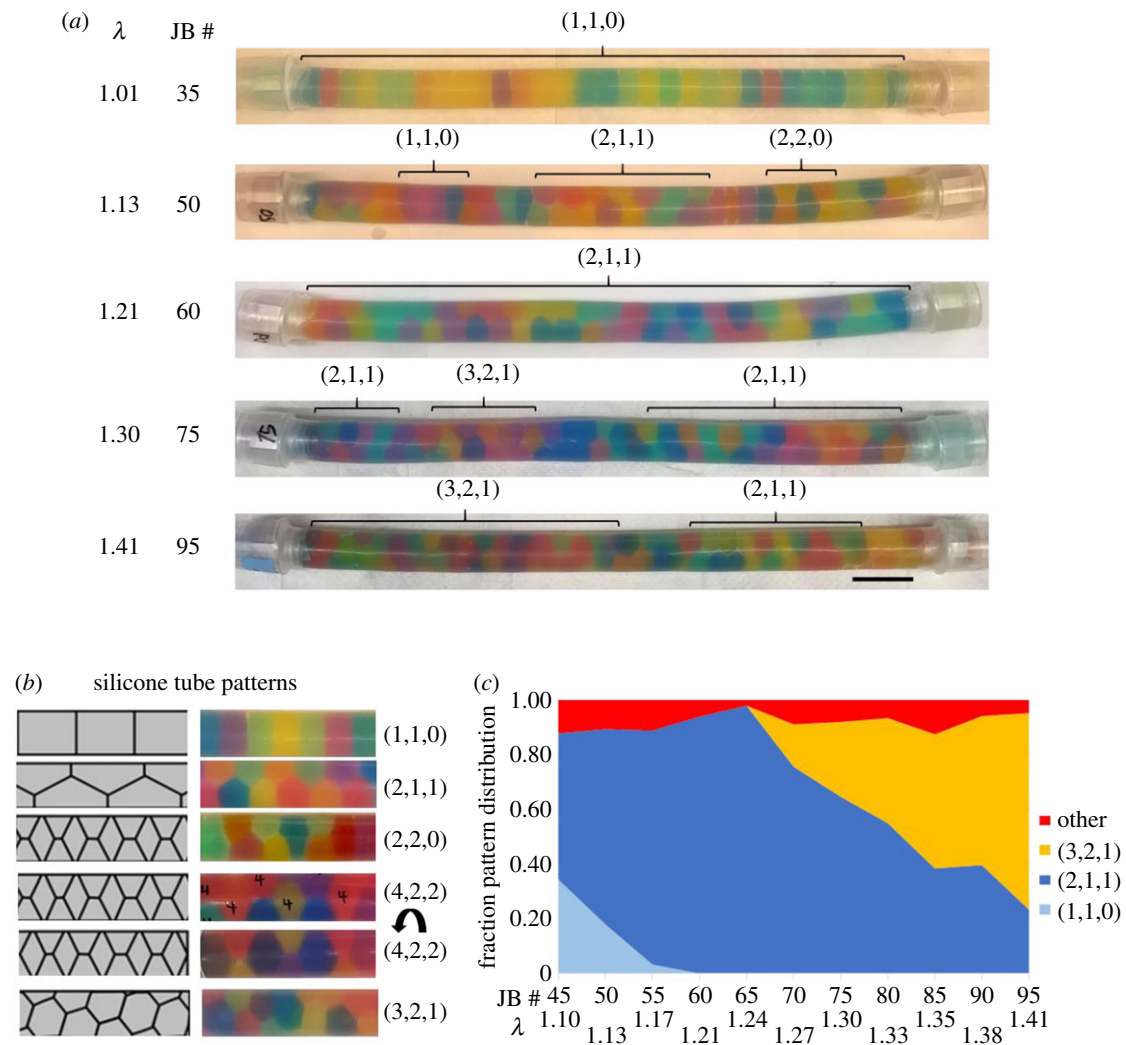 (a) λ JB #
(1,1,0)
1.01 35
(1,1,0) (2,1,1) (2,2,0)
1.13 50
50
(2,1,1)
1.21 60
(2,1,1) (3,2,1) (2,1,1)
1.30 75
75
(3,2,1) (2,1,1)
1.41 95
(b) silicone tube patterns
(1,1,0)
(2,1,1)
(2,2,0)
(4,2,2)
4 4 4 4 4
(4,2,2)
(3,2,1)
(c)
fraction pattern distribution
1.00
0.80
0.60
0.40
0.20
0
JB # 45 50 55 60 65 70 75 80 85 90 95
λ 1.10 1.13 1.17 1.21 1.24 1.27 1.30 1.33 1.35 1.38 1.41
other
(3,2,1)
(2,1,1)
(1,1,0)